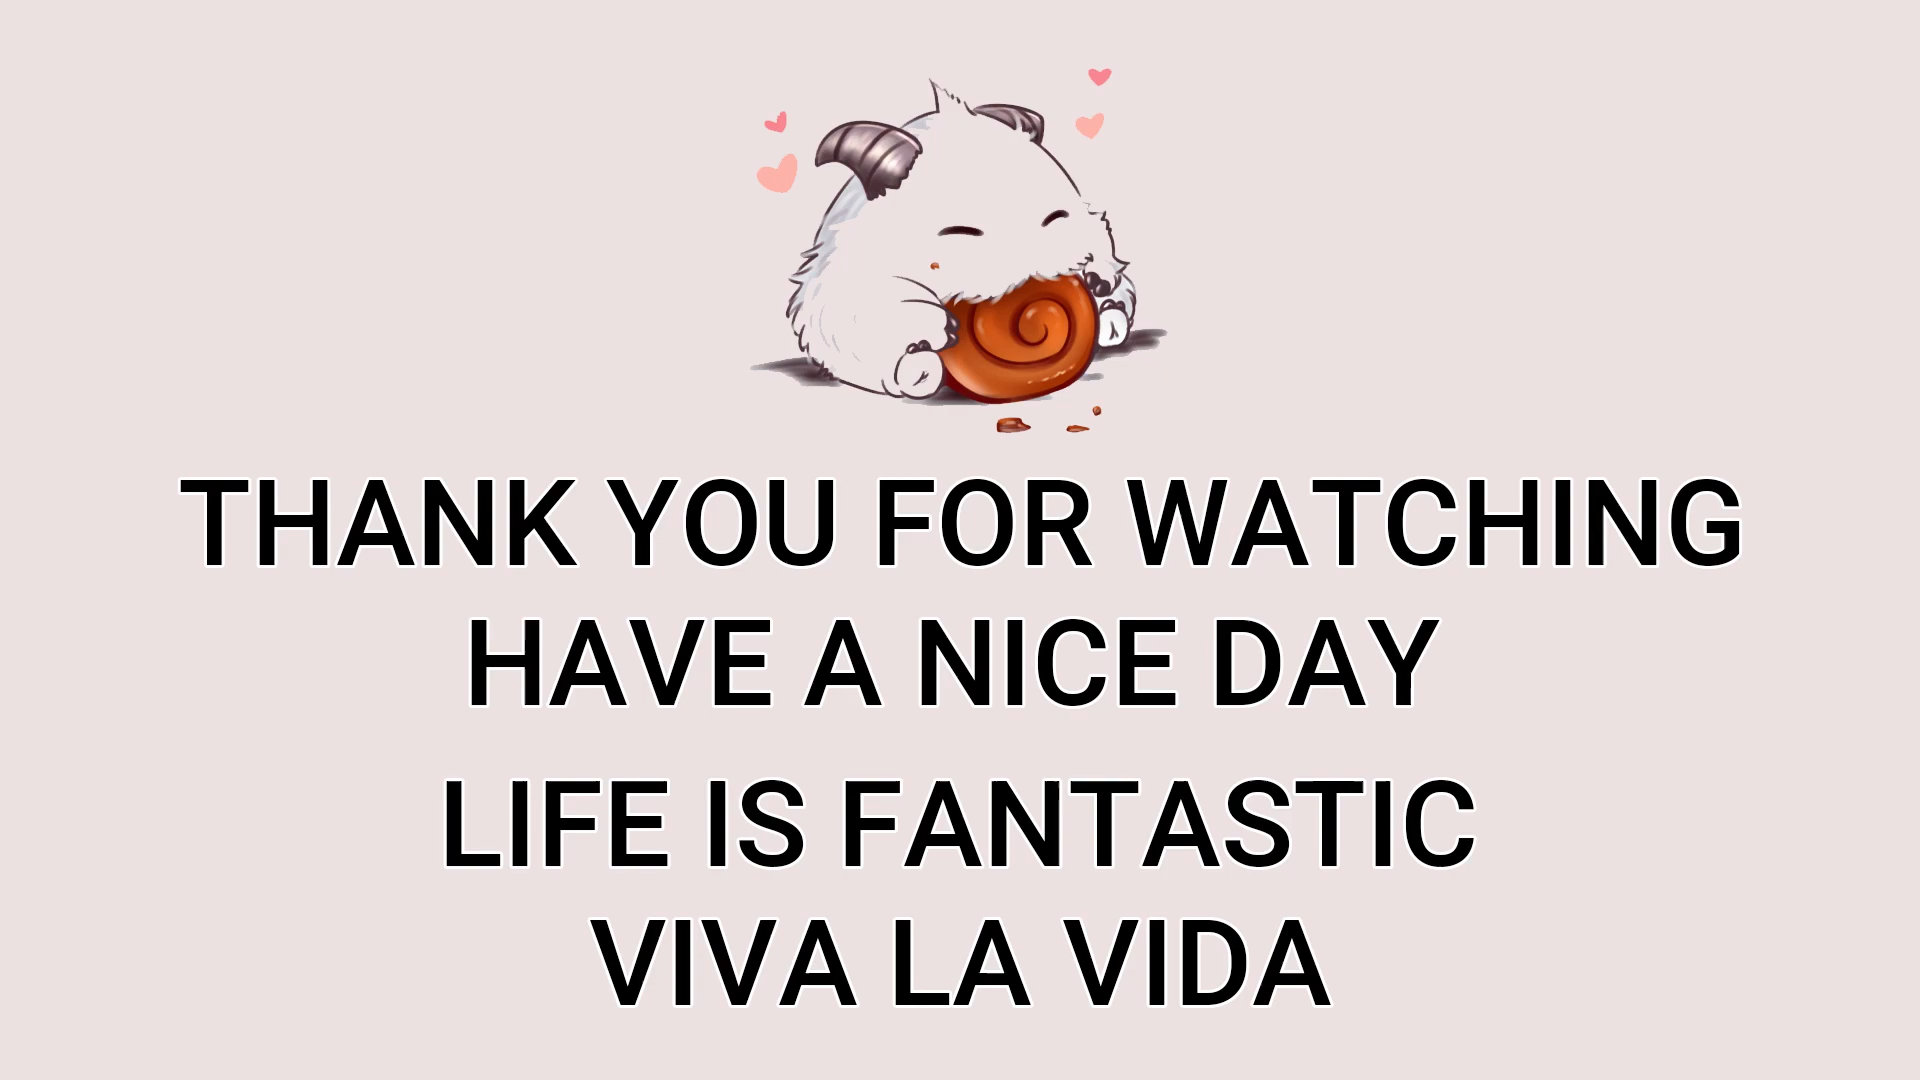 THANK YOU FOR WATCHING
HAVE A NICE DAY
LIFE IS FANTASTIC
VIVA LA VIDA